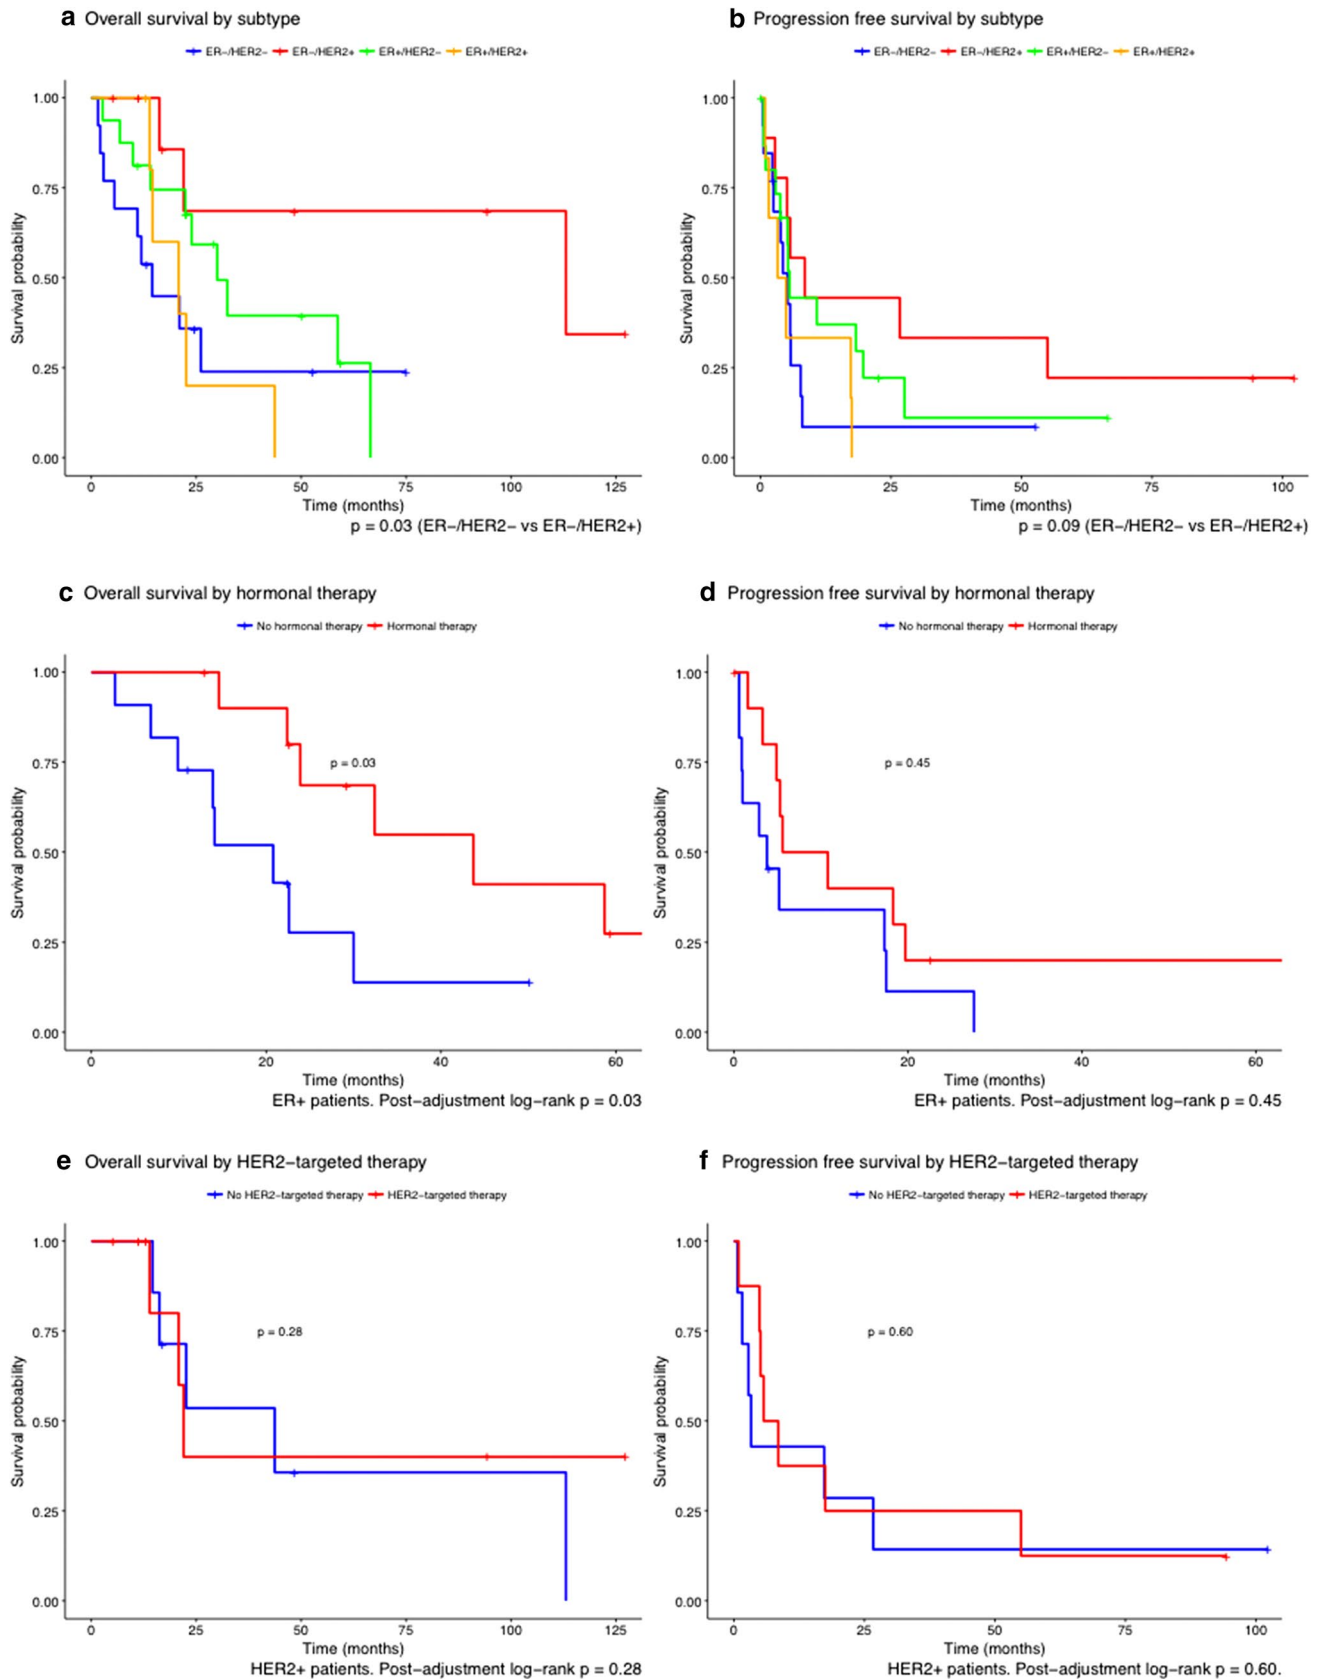 a Overall survival by subtype
ER−/HER2− ER−/HER2+ ER+/HER2− ER+/HER2+
1.00
0.75
0.50
0.25
0.00
Survival probability
0 25 50 75 100 125
Time (months)
p = 0.03 (ER−/HER2− vs ER−/HER2+)
b Progression free survival by subtype
ER−/HER2− ER−/HER2+ ER+/HER2− ER+/HER2+
1.00
0.75
0.50
0.25
0.00
Survival probability
0 25 50 75 100
Time (months)
p = 0.09 (ER−/HER2− vs ER−/HER2+)
c Overall survival by hormonal therapy
No hormonal therapy Hormonal therapy
1.00
0.75
0.50
0.25
0.00
Survival probability
p = 0.03
0 20 40 60
Time (months)
ER+ patients. Post−adjustment log−rank p = 0.03
d Progression free survival by hormonal therapy
No hormonal therapy Hormonal therapy
1.00
0.75
0.50
0.25
0.00
Survival probability
p = 0.45
0 20 40 60
Time (months)
ER+ patients. Post−adjustment log−rank p = 0.45
e Overall survival by HER2−targeted therapy
No HER2−targeted therapy HER2−targeted therapy
1.00
0.75
0.50
0.25
0.00
Survival probability
p = 0.28
0 25 50 75 100 125
Time (months)
HER2+ patients. Post−adjustment log−rank p = 0.28
f Progression free survival by HER2−targeted therapy
No HER2−targeted therapy HER2−targeted therapy
1.00
0.75
0.50
0.25
0.00
Survival probability
p = 0.60
0 25 50 75 100
Time (months)
HER2+ patients. Post−adjustment log−rank p = 0.60.